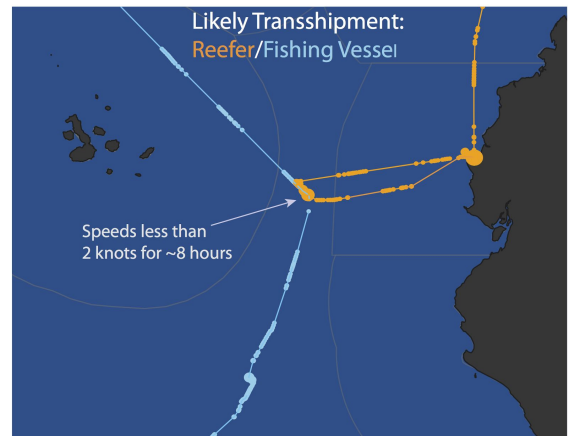 Likely Transshipment:
Reefer/Fishing Vessel
Speeds less than
2 knots for ~8 hours